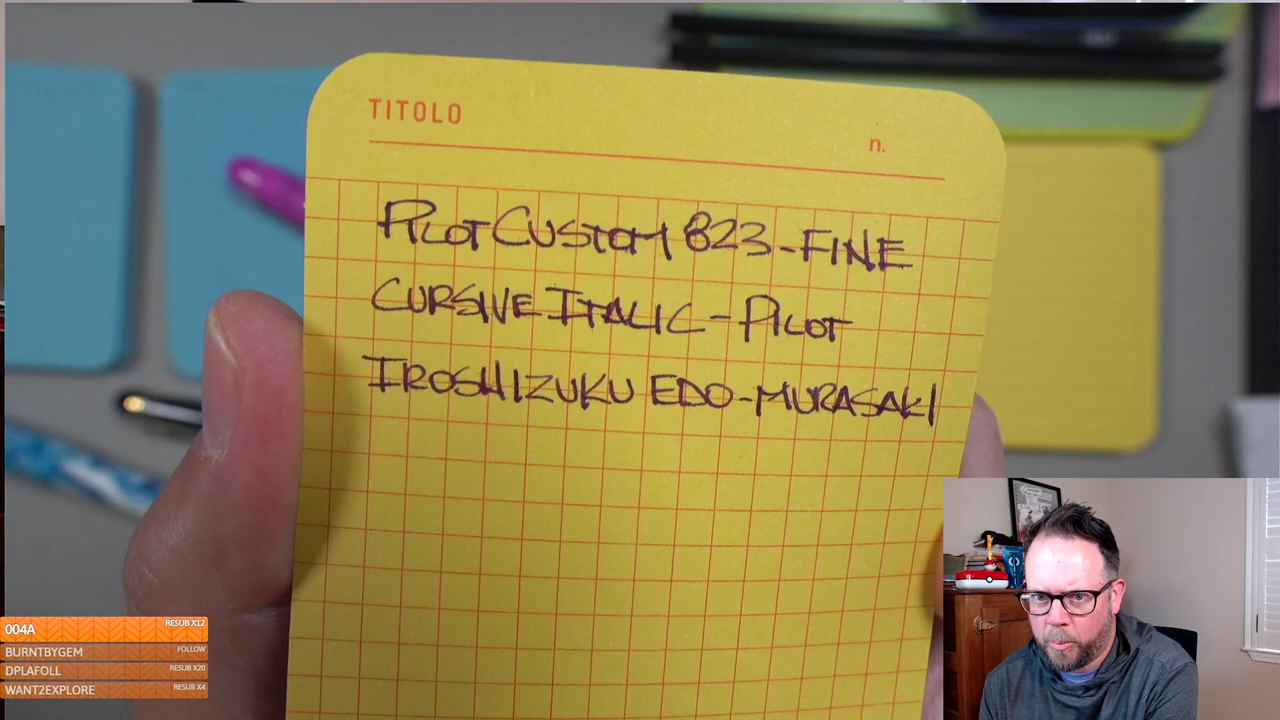 TITOLO
n.
PILOT CUSTOM 823 - FINE
CURSIVE ITALIC - PILOT
IROSHIZUKU EDO-MURASAKI
004A RESUB X12
BURNTBYGEM FOLLOW
DPLAFOLL RESUB X20
WANT2EXPLORE RESUB X4